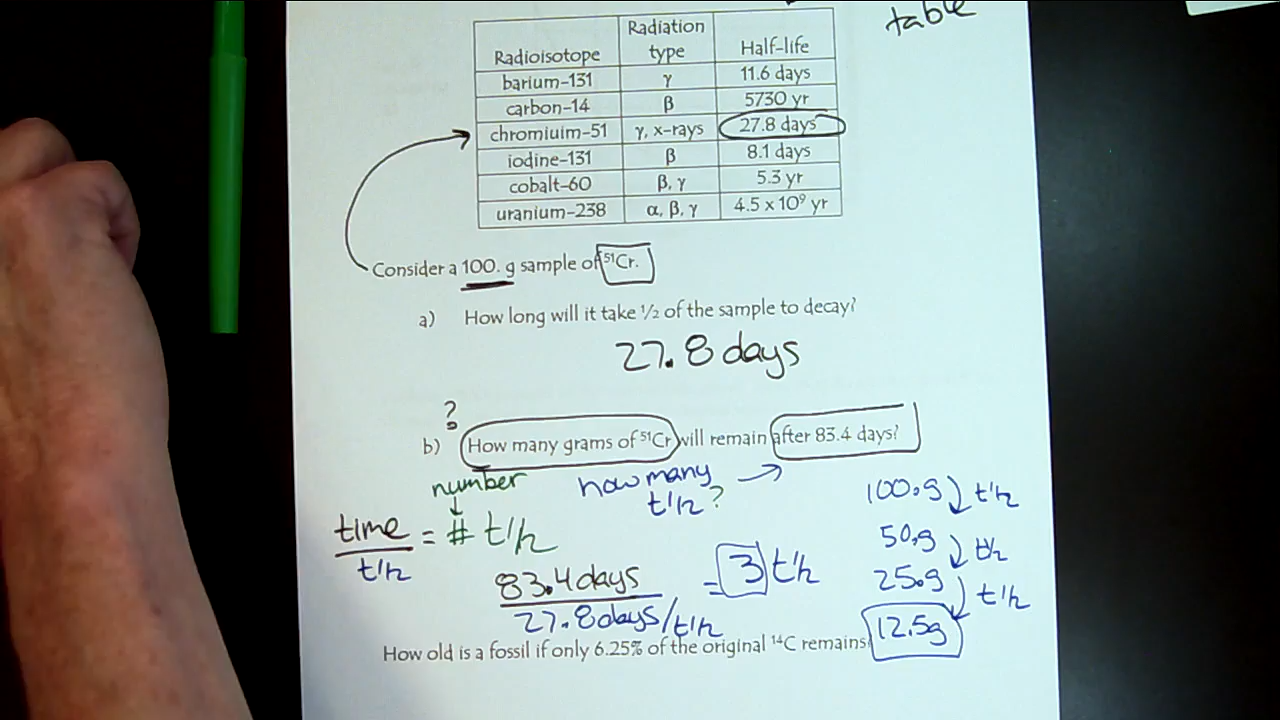 table
Radioisotope Radiation type Half-life
barium-131 γ 11.6 days
carbon-14 β 5730 yr
chromiuim-51 γ, x-rays 27.8 days
iodine-131 β 8.1 days
cobalt-60 β, γ 5.3 yr
uranium-238 α, β, γ 4.5 x 10⁹ yr
Consider a 100. g sample of ⁵¹Cr.
a) How long will it take ½ of the sample to decay?
27.8 days
?
b) How many grams of ⁵¹Cr will remain after 83.4 days?
number
how many
t½?
time / t½ = # t½
83.4 days / 27.8 days/t½ = 3 t½
100.g t½
50.g t½
25.g t½
12.5g
How old is a fossil if only 6.25% of the original ¹⁴C remains